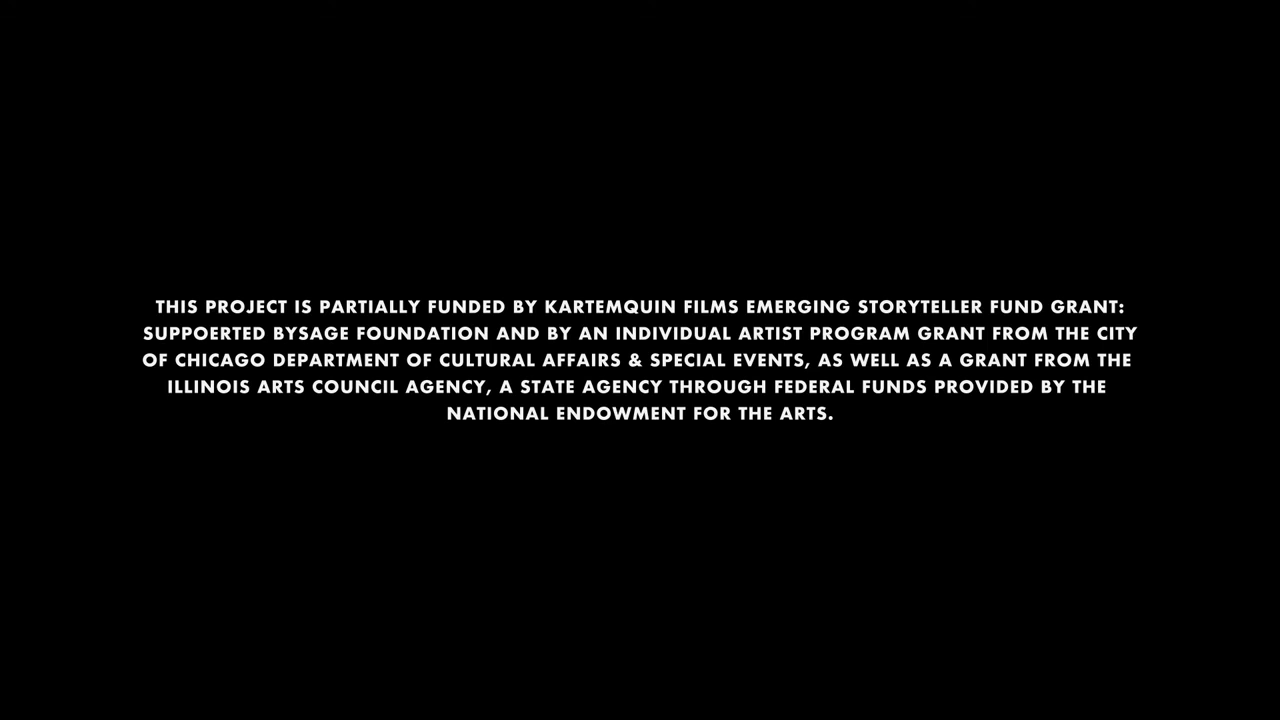 THIS PROJECT IS PARTIALLY FUNDED BY KARTEMQUIN FILMS EMERGING STORYTELLER FUND GRANT:
SUPPOERTED BYSAGE FOUNDATION AND BY AN INDIVIDUAL ARTIST PROGRAM GRANT FROM THE CITY
OF CHICAGO DEPARTMENT OF CULTURAL AFFAIRS & SPECIAL EVENTS, AS WELL AS A GRANT FROM THE
ILLINOIS ARTS COUNCIL AGENCY, A STATE AGENCY THROUGH FEDERAL FUNDS PROVIDED BY THE
NATIONAL ENDOWMENT FOR THE ARTS.